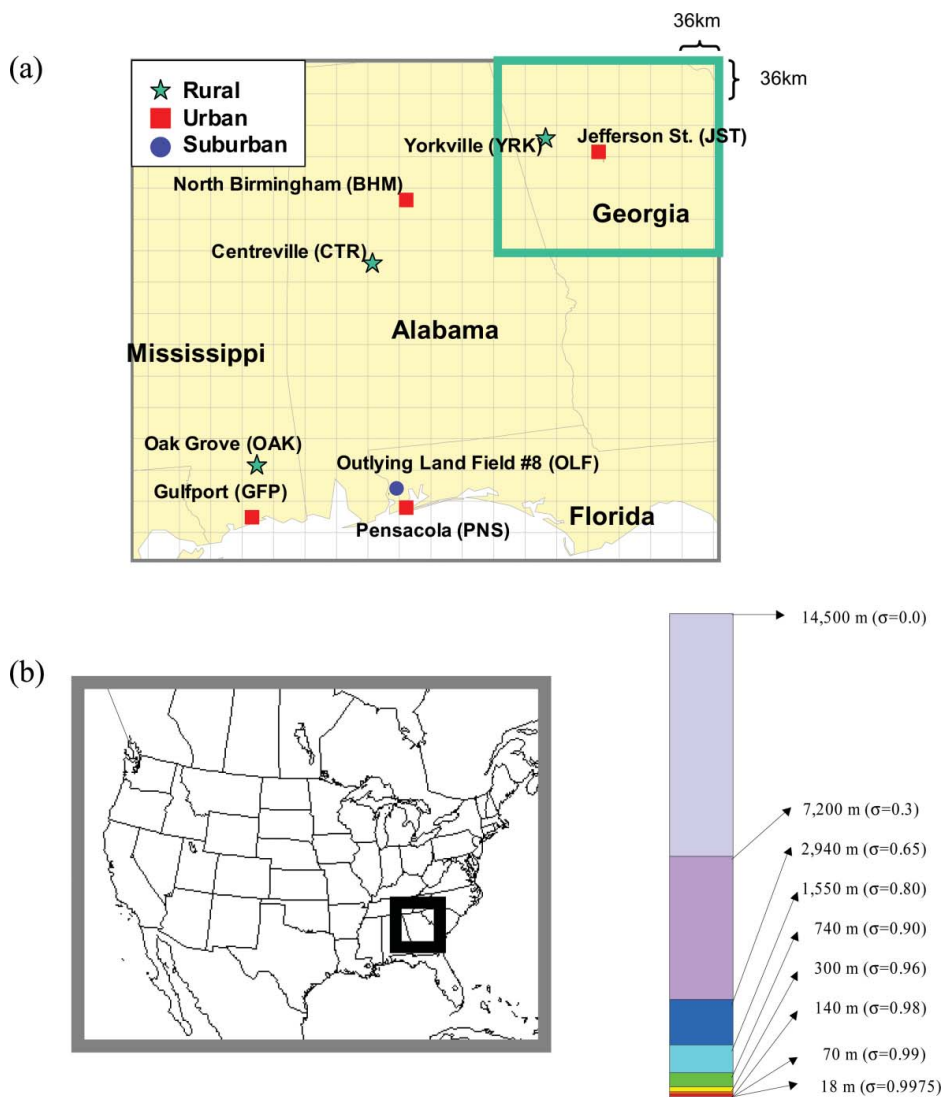 36km
(a)
36km
Rural
Urban
Suburban
Yorkville (YRK)
Jefferson St. (JST)
North Birmingham (BHM)
Georgia
Centreville (CTR)
Alabama
Mississippi
Oak Grove (OAK)
Outlying Land Field #8 (OLF)
Gulfport (GFP)
Florida
Pensacola (PNS)
(b)
14,500 m (σ=0.0)
7,200 m (σ=0.3)
2,940 m (σ=0.65)
1,550 m (σ=0.80)
740 m (σ=0.90)
300 m (σ=0.96)
140 m (σ=0.98)
70 m (σ=0.99)
18 m (σ=0.9975)